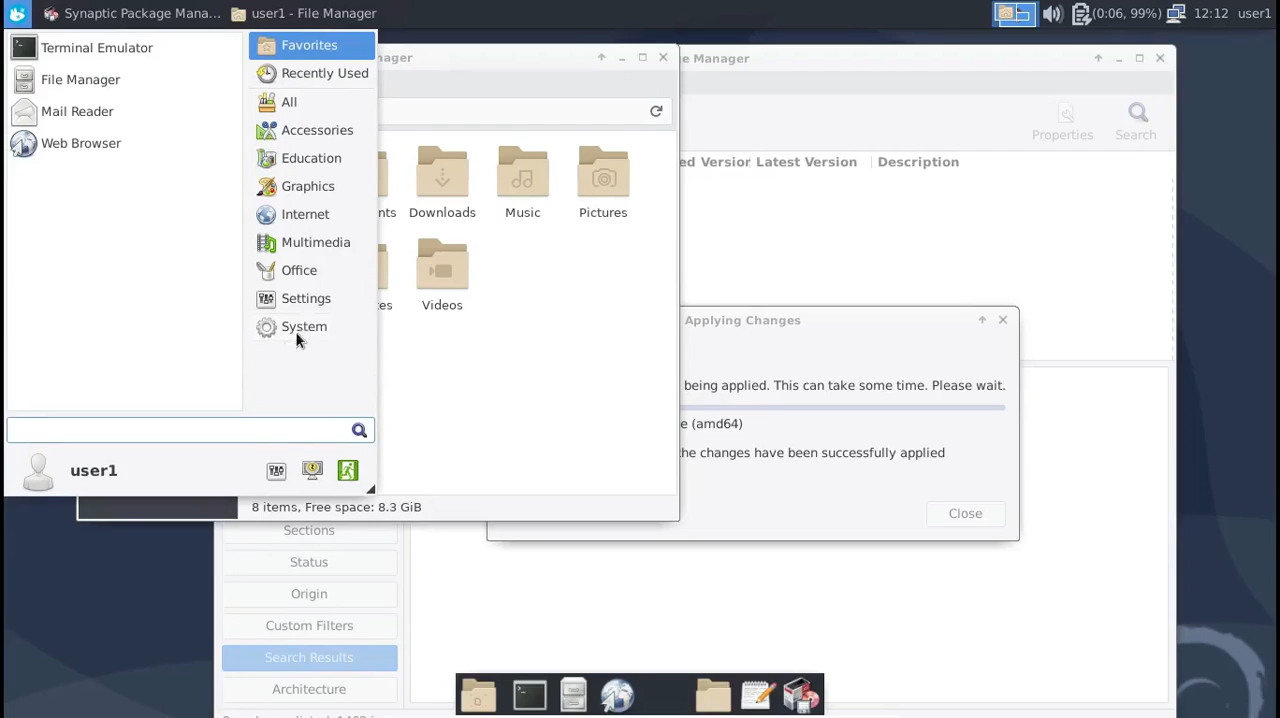 Synaptic Package Mana... user1 - File Manager (0:06, 99%) 12:12 user1
Terminal Emulator
File Manager
Mail Reader
Web Browser
Favorites
Recently Used
All
Accessories
Education
Graphics
Internet
Multimedia
Office
Settings
System
user1
ager
nts
Downloads
Music
Pictures
es
Videos
8 items, Free space: 8.3 GiB
e Manager
Properties
Search
ed Version Latest Version Description
Applying Changes
being applied. This can take some time. Please wait.
e (amd64)
the changes have been successfully applied
Close
Sections
Status
Origin
Custom Filters
Search Results
Architecture